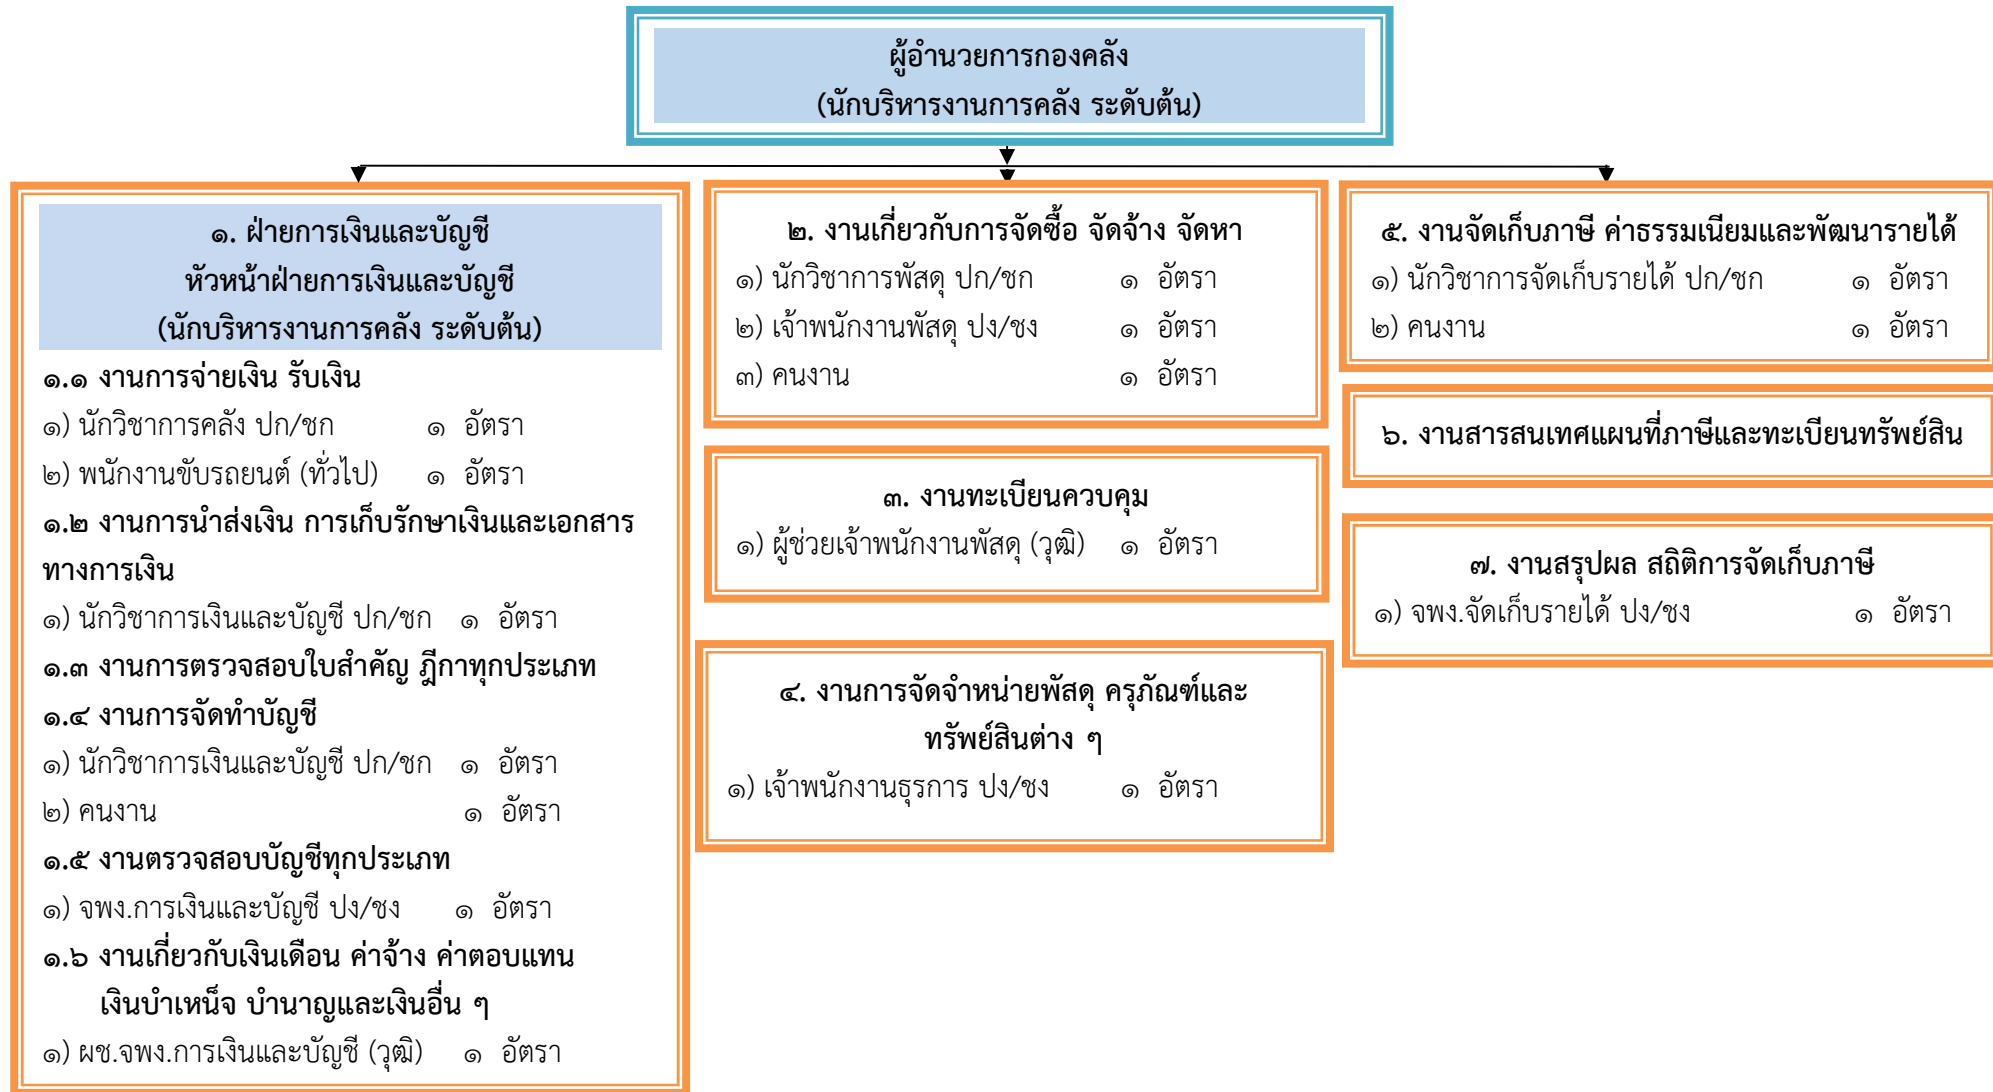 ผู้อำนวยการกองคลัง
(นักบริหารงานการคลัง ระดับต้น)
๑. ฝ่ายการเงินและบัญชี
หัวหน้าฝ่ายการเงินและบัญชี
(นักบริหารงานการคลัง ระดับต้น)
๑.๑ งานการจ่ายเงิน รับเงิน
๑) นักวิชาการคลัง ปก/ชก ๑ อัตรา
๒) พนักงานขับรถยนต์ (ทั่วไป) ๑ อัตรา
๑.๒ งานการนำส่งเงิน การเก็บรักษาเงินและเอกสาร
ทางการเงิน
๑) นักวิชาการเงินและบัญชี ปก/ชก ๑ อัตรา
๑.๓ งานการตรวจสอบใบสำคัญ ฎีกาทุกประเภท
๑.๔ งานการจัดทำบัญชี
๑) นักวิชาการเงินและบัญชี ปก/ชก ๑ อัตรา
๒) คนงาน ๑ อัตรา
๑.๕ งานตรวจสอบบัญชีทุกประเภท
๑) จพง.การเงินและบัญชี ปง/ชง ๑ อัตรา
๑.๖ งานเกี่ยวกับเงินเดือน ค่าจ้าง ค่าตอบแทน
เงินบำเหน็จ บำนาญและเงินอื่น ๆ
๑) ผช.จพง.การเงินและบัญชี (วุฒิ) ๑ อัตรา
๒. งานเกี่ยวกับการจัดซื้อ จัดจ้าง จัดหา
๑) นักวิชาการพัสดุ ปก/ชก ๑ อัตรา
๒) เจ้าพนักงานพัสดุ ปง/ชง ๑ อัตรา
๓) คนงาน ๑ อัตรา
๓. งานทะเบียนควบคุม
๑) ผู้ช่วยเจ้าพนักงานพัสดุ (วุฒิ) ๑ อัตรา
๔. งานการจัดจำหน่ายพัสดุ ครุภัณฑ์และ
ทรัพย์สินต่าง ๆ
๑) เจ้าพนักงานธุรการ ปง/ชง ๑ อัตรา
๕. งานจัดเก็บภาษี ค่าธรรมเนียมและพัฒนารายได้
๑) นักวิชาการจัดเก็บรายได้ ปก/ชก ๑ อัตรา
๒) คนงาน ๑ อัตรา
๖. งานสารสนเทศแผนที่ภาษีและทะเบียนทรัพย์สิน
๗. งานสรุปผล สถิติการจัดเก็บภาษี
๑) จพง.จัดเก็บรายได้ ปง/ชง ๑ อัตรา